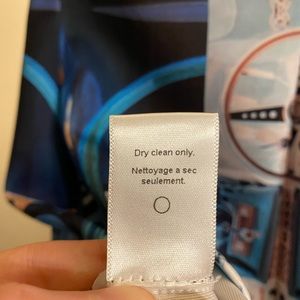 Dry clean only.
Nettoyage a sec
seulement.